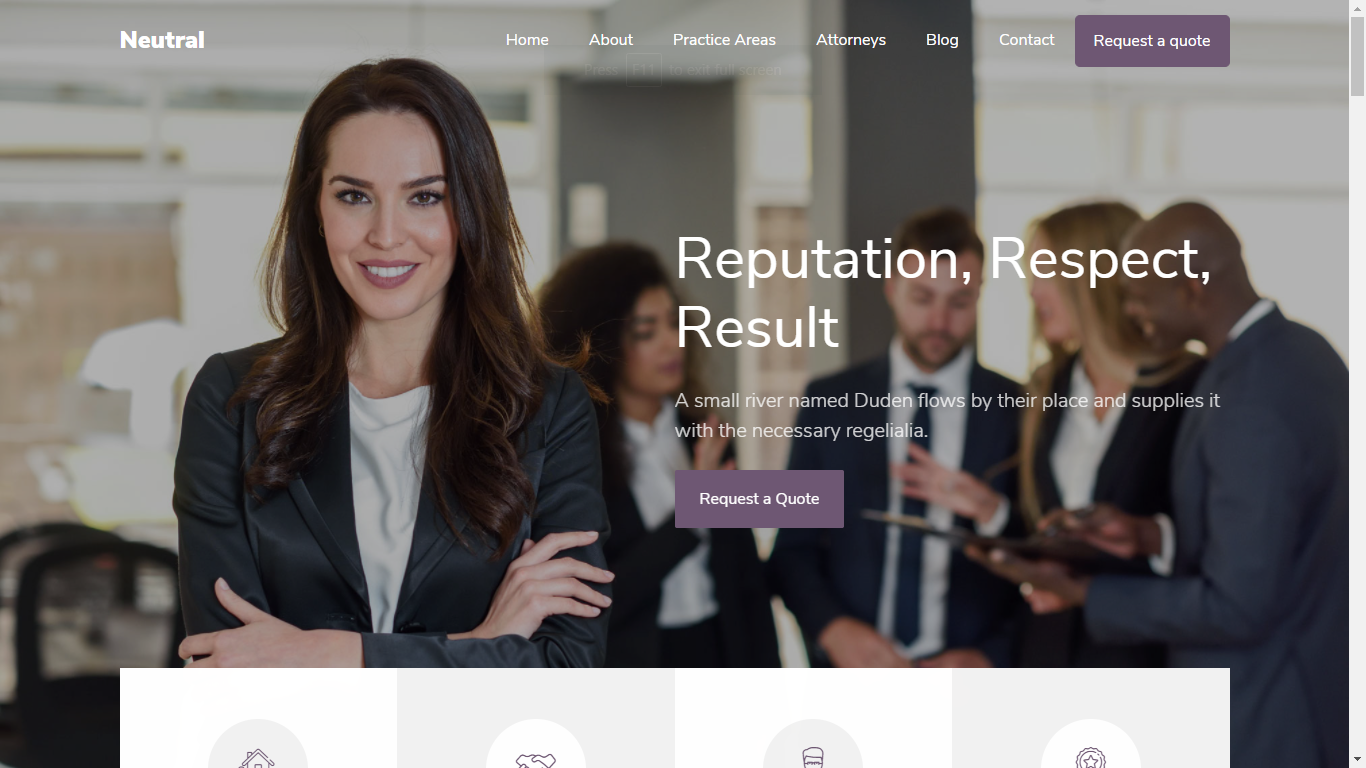 Neutral
Home
About
Practice Areas
Attorneys
Blog
Contact
Request a quote
Press F11 to exit full screen
Reputation, Respect,
Result
A small river named Duden flows by their place and supplies it
with the necessary regelialia.
Request a Quote